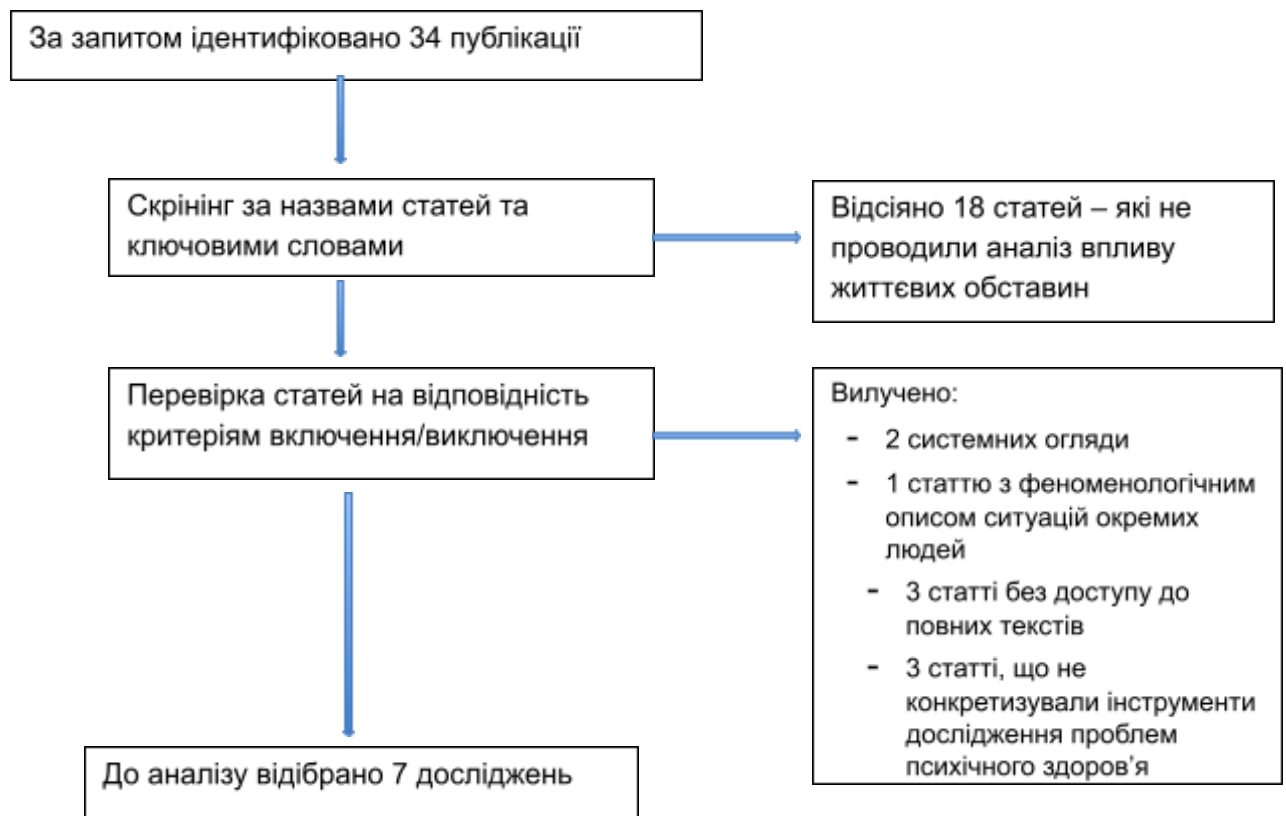 За запитом ідентифіковано 34 публікації
Скрінінг за назвами статей та
ключовими словами
Відсіяно 18 статей – які не
проводили аналіз впливу
життєвих обставин
Перевірка статей на відповідність
критеріям включення/виключення
Вилучено:
- 2 системних огляди
- 1 статтю з феноменологічним
описом ситуацій окремих
людей
- 3 статті без доступу до
повних текстів
- 3 статті, що не
конкретизували інструменти
дослідження проблем
психічного здоров’я
До аналізу відібрано 7 досліджень